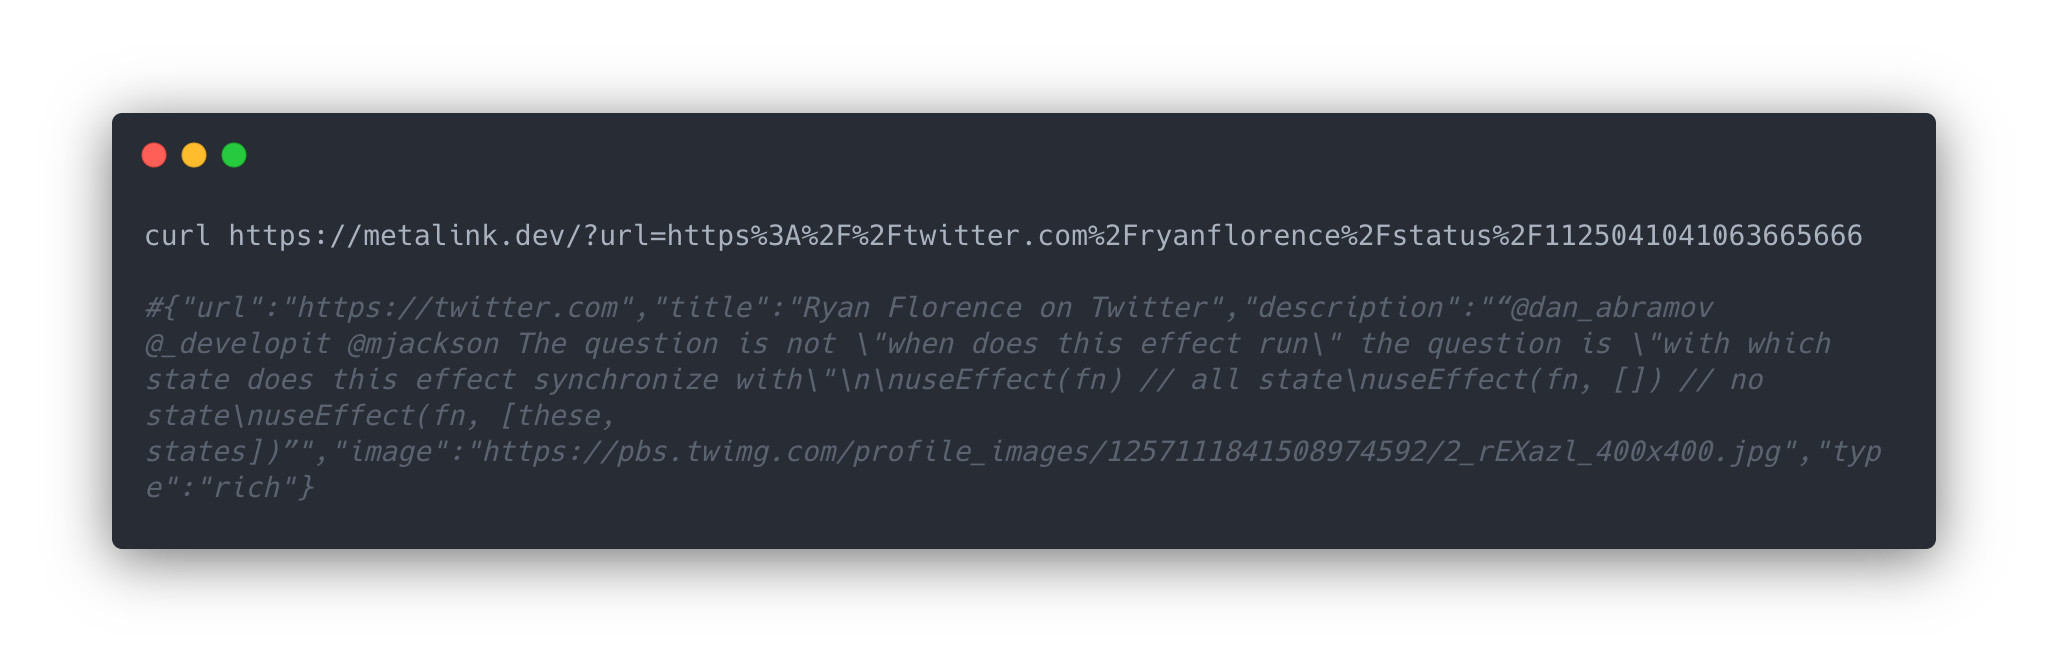 curl https://metalink.dev/?url=https%3A%2F%2Ftwitter.com%2Fryanflorence%2Fstatus%2F1125041041063665666
#{"url":"https://twitter.com","title":"Ryan Florence on Twitter","description":"“@dan_abramov
@_developit @mjackson The question is not \"when does this effect run\" the question is \"with which
state does this effect synchronize with\"\n\nuseEffect(fn) // all state\nuseEffect(fn, []) // no
state\nuseEffect(fn, [these,
states])”","image":"https://pbs.twimg.com/profile_images/1257111841508974592/2_rEXazl_400x400.jpg","typ
e":"rich"}